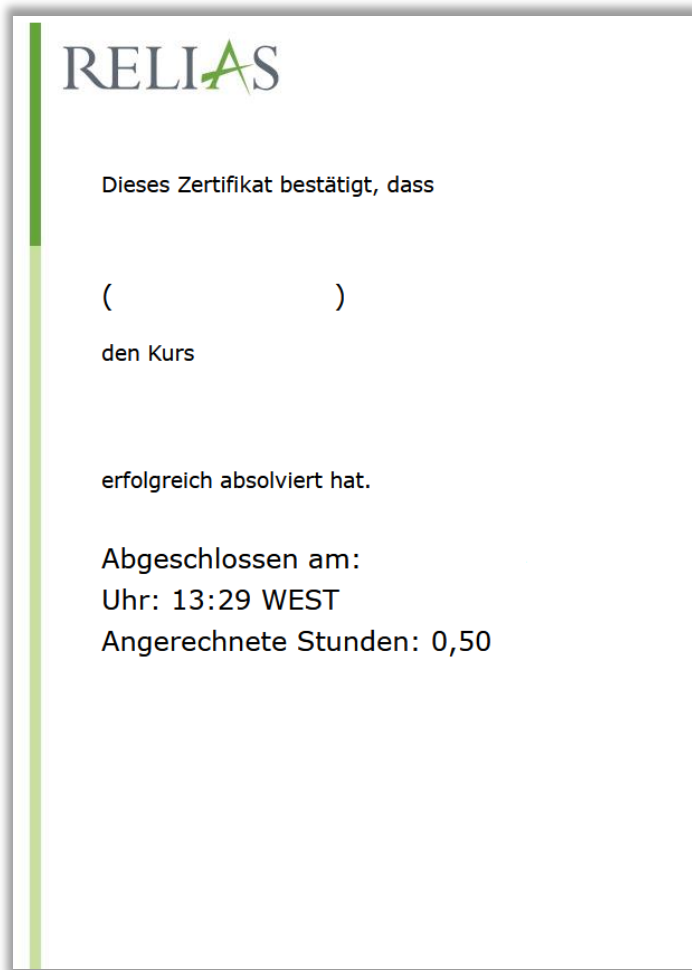 RELIAS
Dieses Zertifikat bestätigt, dass
( )
den Kurs
erfolgreich absolviert hat.
Abgeschlossen am:
Uhr: 13:29 WEST
Angerechnete Stunden: 0,50